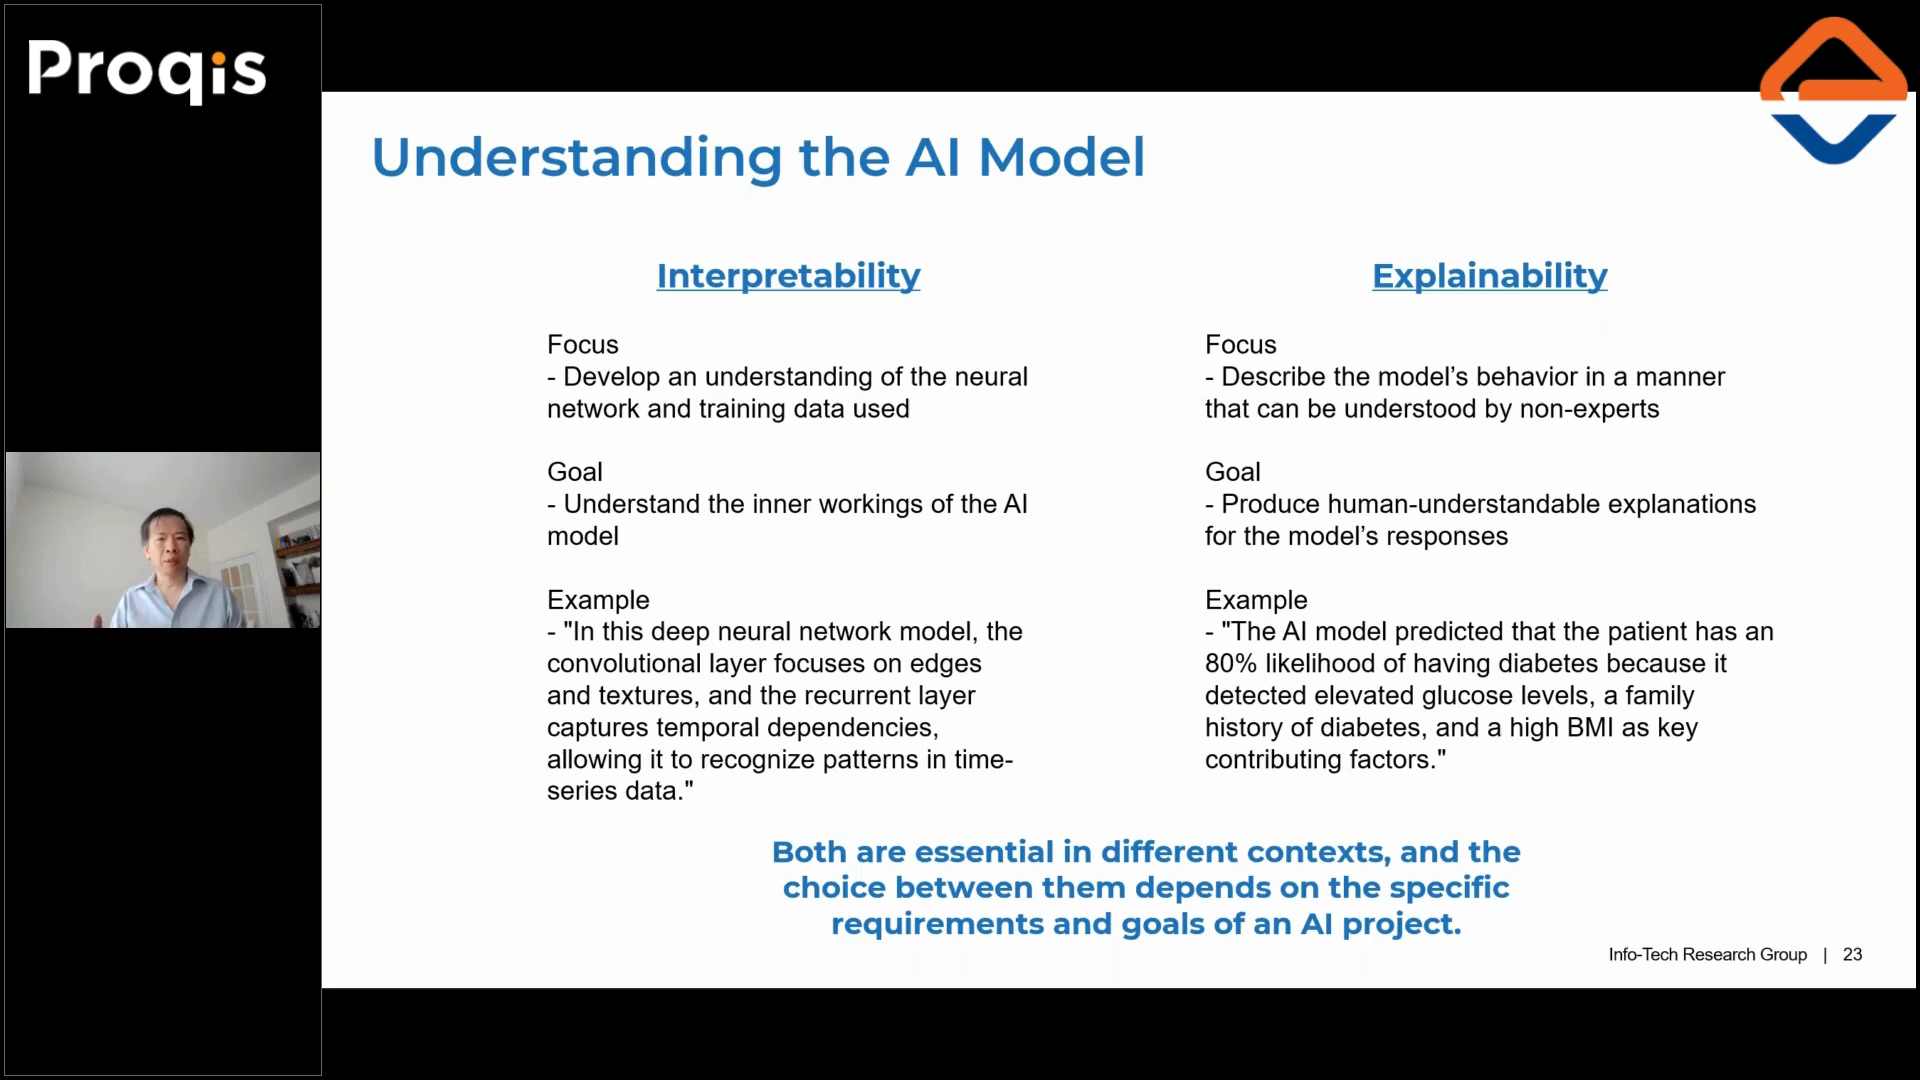 Proqis
Understanding the AI Model
Interpretability
Focus
- Develop an understanding of the neural
network and training data used
Goal
- Understand the inner workings of the AI
model
Example
- "In this deep neural network model, the
convolutional layer focuses on edges
and textures, and the recurrent layer
captures temporal dependencies,
allowing it to recognize patterns in time-
series data."
Explainability
Focus
- Describe the model’s behavior in a manner
that can be understood by non-experts
Goal
- Produce human-understandable explanations
for the model’s responses
Example
- "The AI model predicted that the patient has an
80% likelihood of having diabetes because it
detected elevated glucose levels, a family
history of diabetes, and a high BMI as key
contributing factors."
Both are essential in different contexts, and the
choice between them depends on the specific
requirements and goals of an AI project.
Info-Tech Research Group | 23